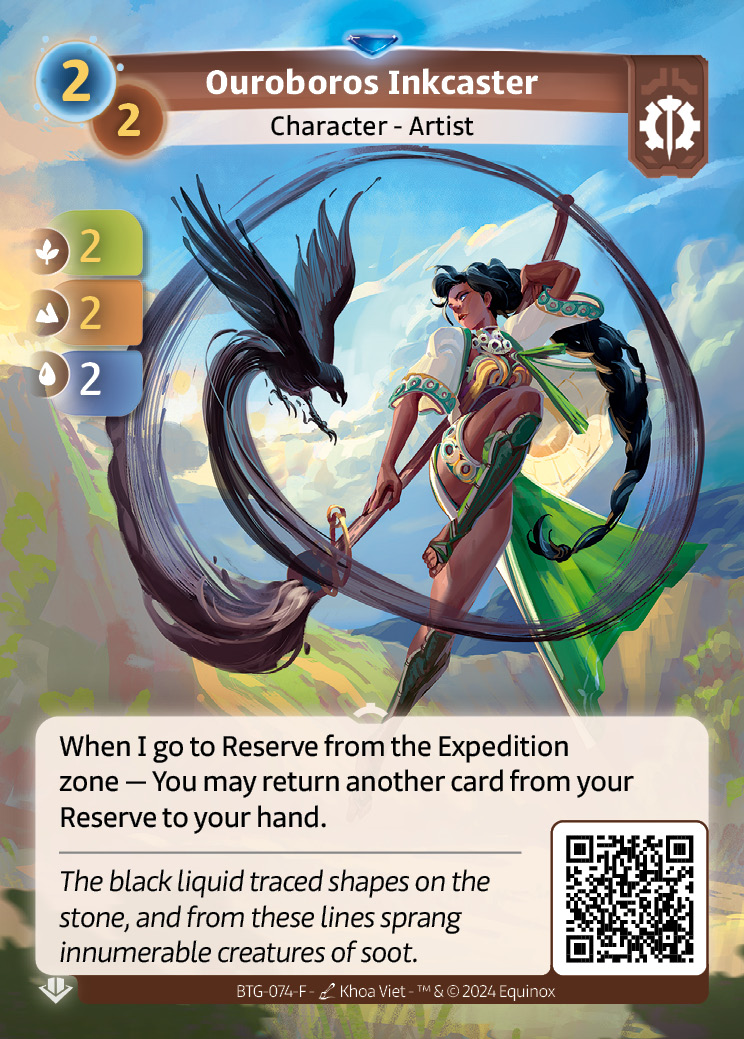 2
Ouroboros Inkcaster
2
Character - Artist
2
2
2
When I go to Reserve from the Expedition
zone — You may return another card from your
Reserve to your hand.
The black liquid traced shapes on the
stone, and from these lines sprang
innumerable creatures of soot.
BTG-074-F - Khoa Viet - ™ & © 2024 Equinox